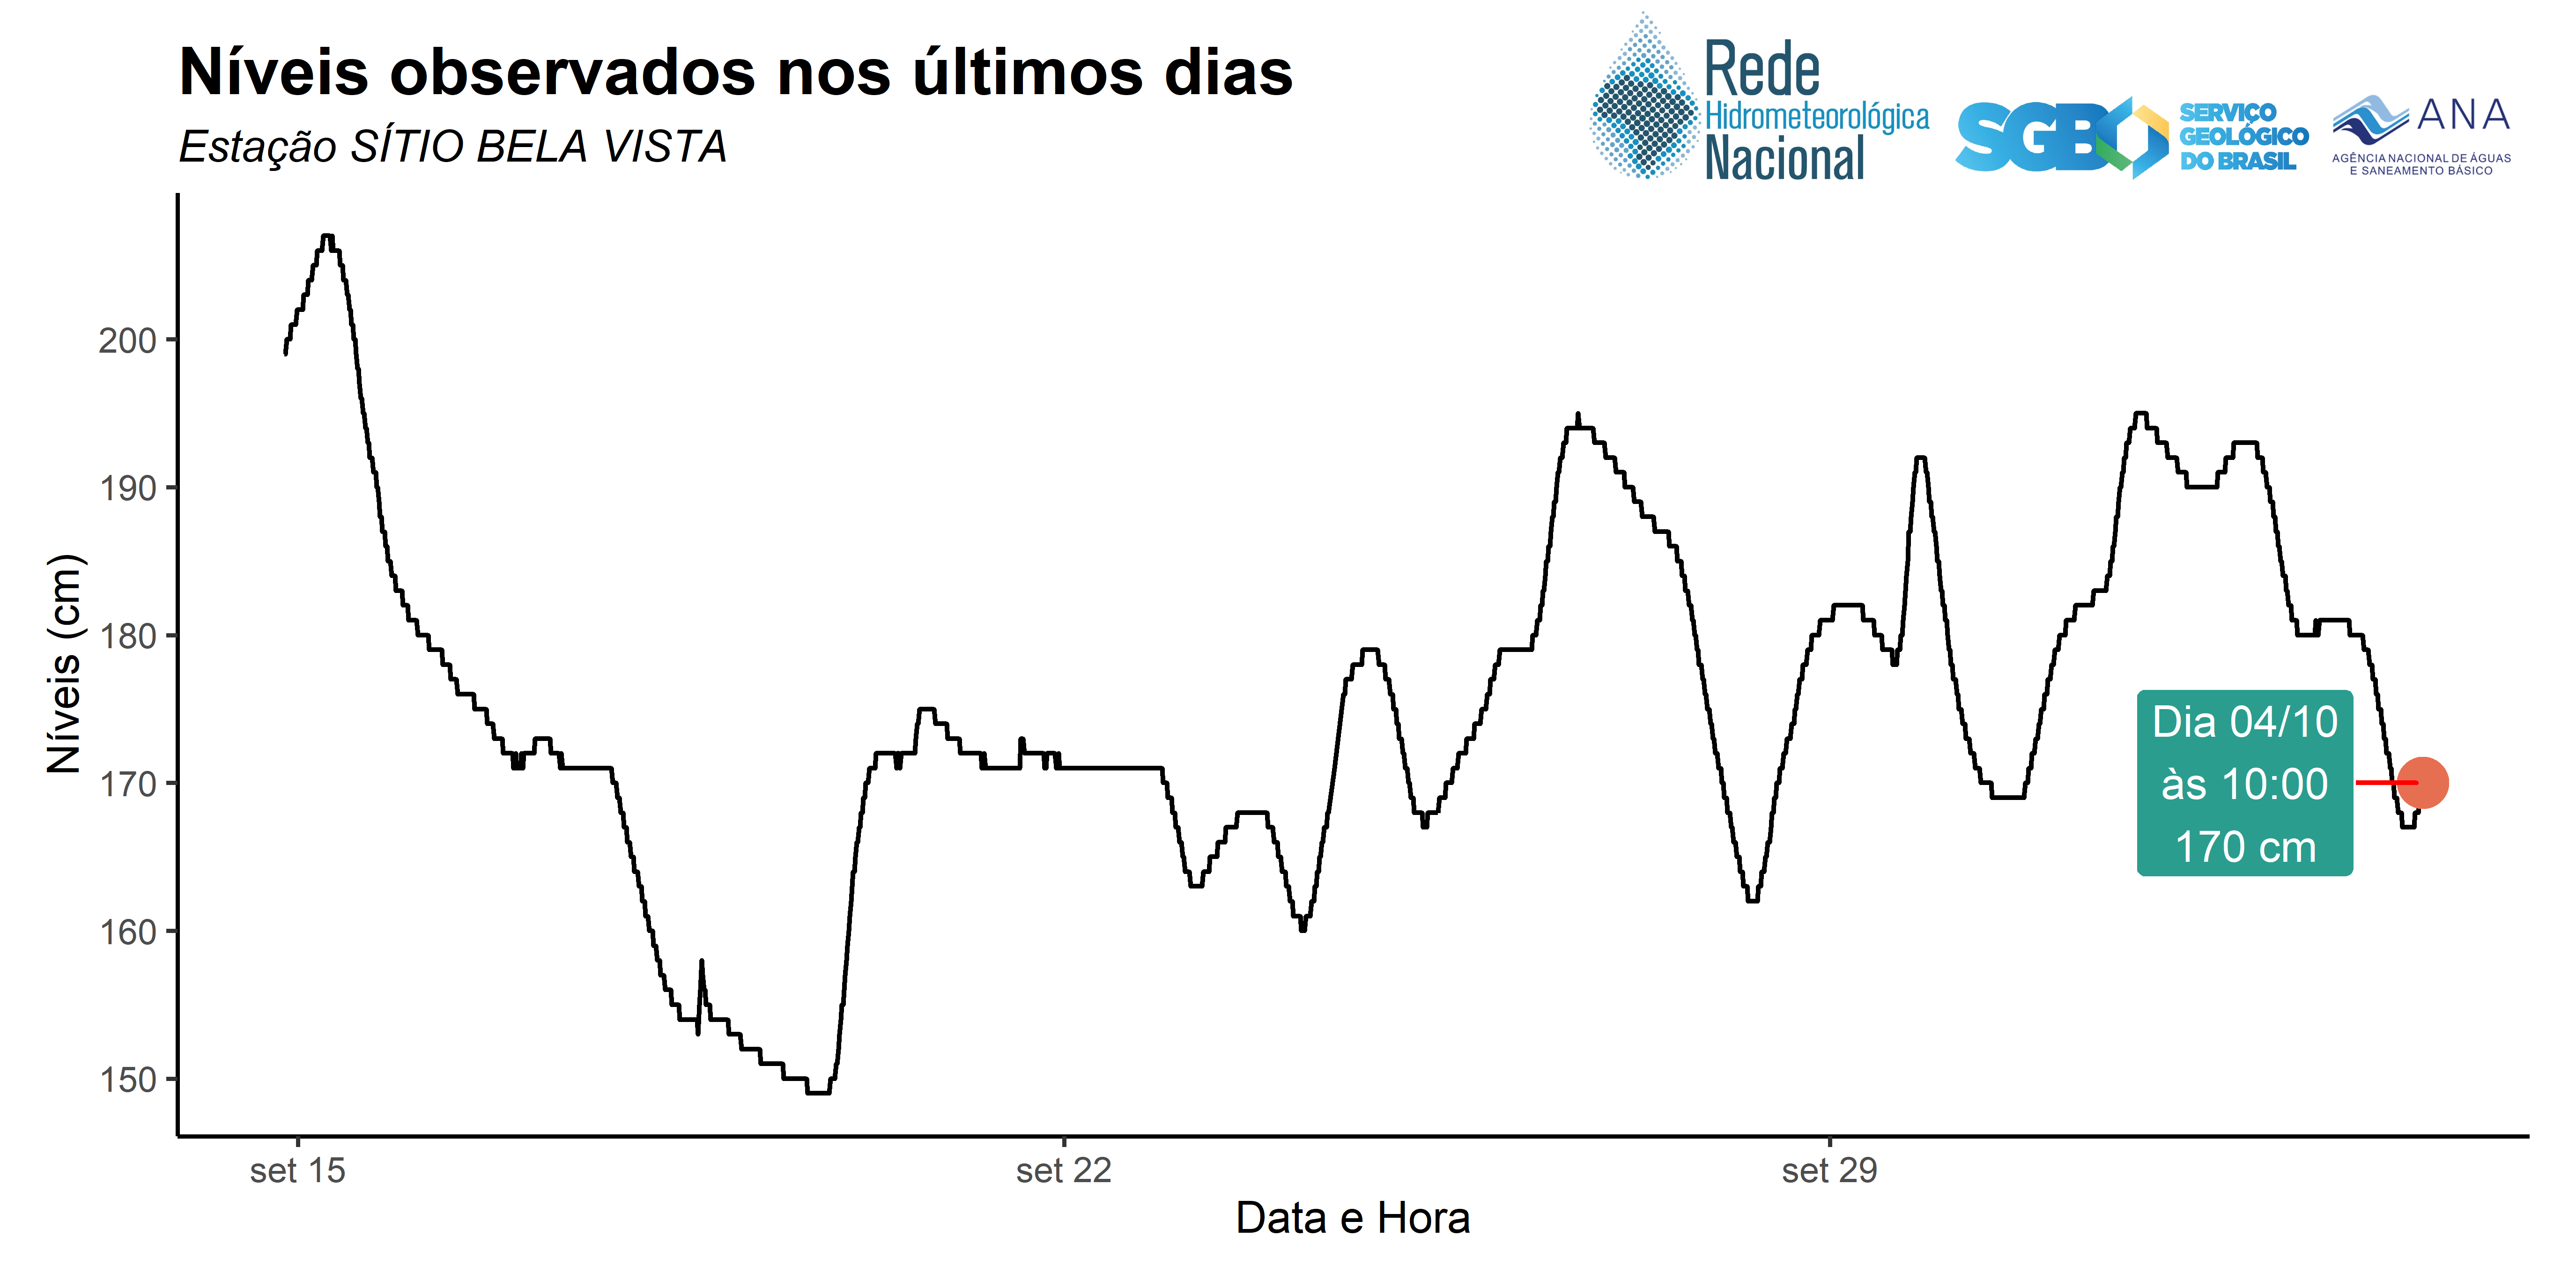 Níveis observados nos últimos dias
Estação SÍTIO BELA VISTA
Rede
Hidrometeorológica
Nacional
SGB
SERVIÇO
GEOLÓGICO
DO BRASIL
ANA
AGÊNCIA NACIONAL DE ÁGUAS
E SANEAMENTO BÁSICO
Níveis (cm)
200
190
180
170
160
150
Dia 04/10
às 10:00
170 cm
set 15
set 22
set 29
Data e Hora